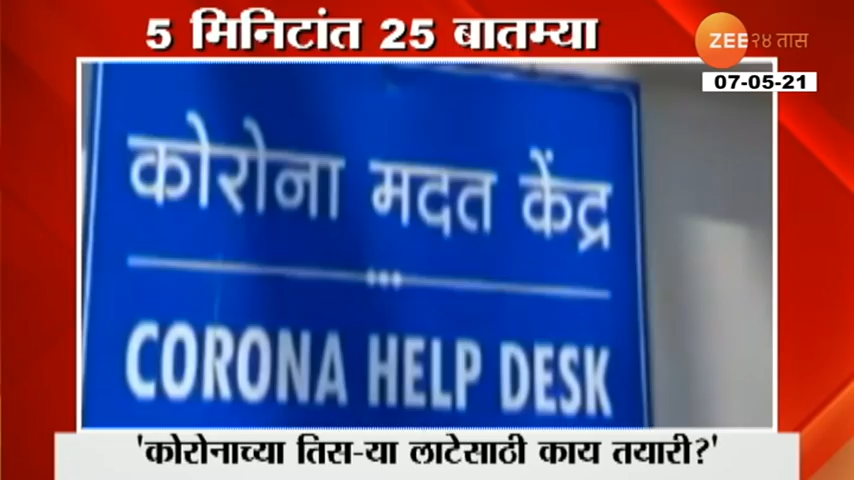 5 मिनिटांत 25 बातम्या
ZEE २४ तास
07-05-21
कोरोना मदत केंद्र
CORONA HELP DESK
'कोरोनाच्या तिस-या लाटेसाठी काय तयारी?'